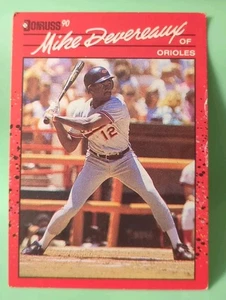 DONRUSS 90
Mike Devereaux OF
ORIOLES
12